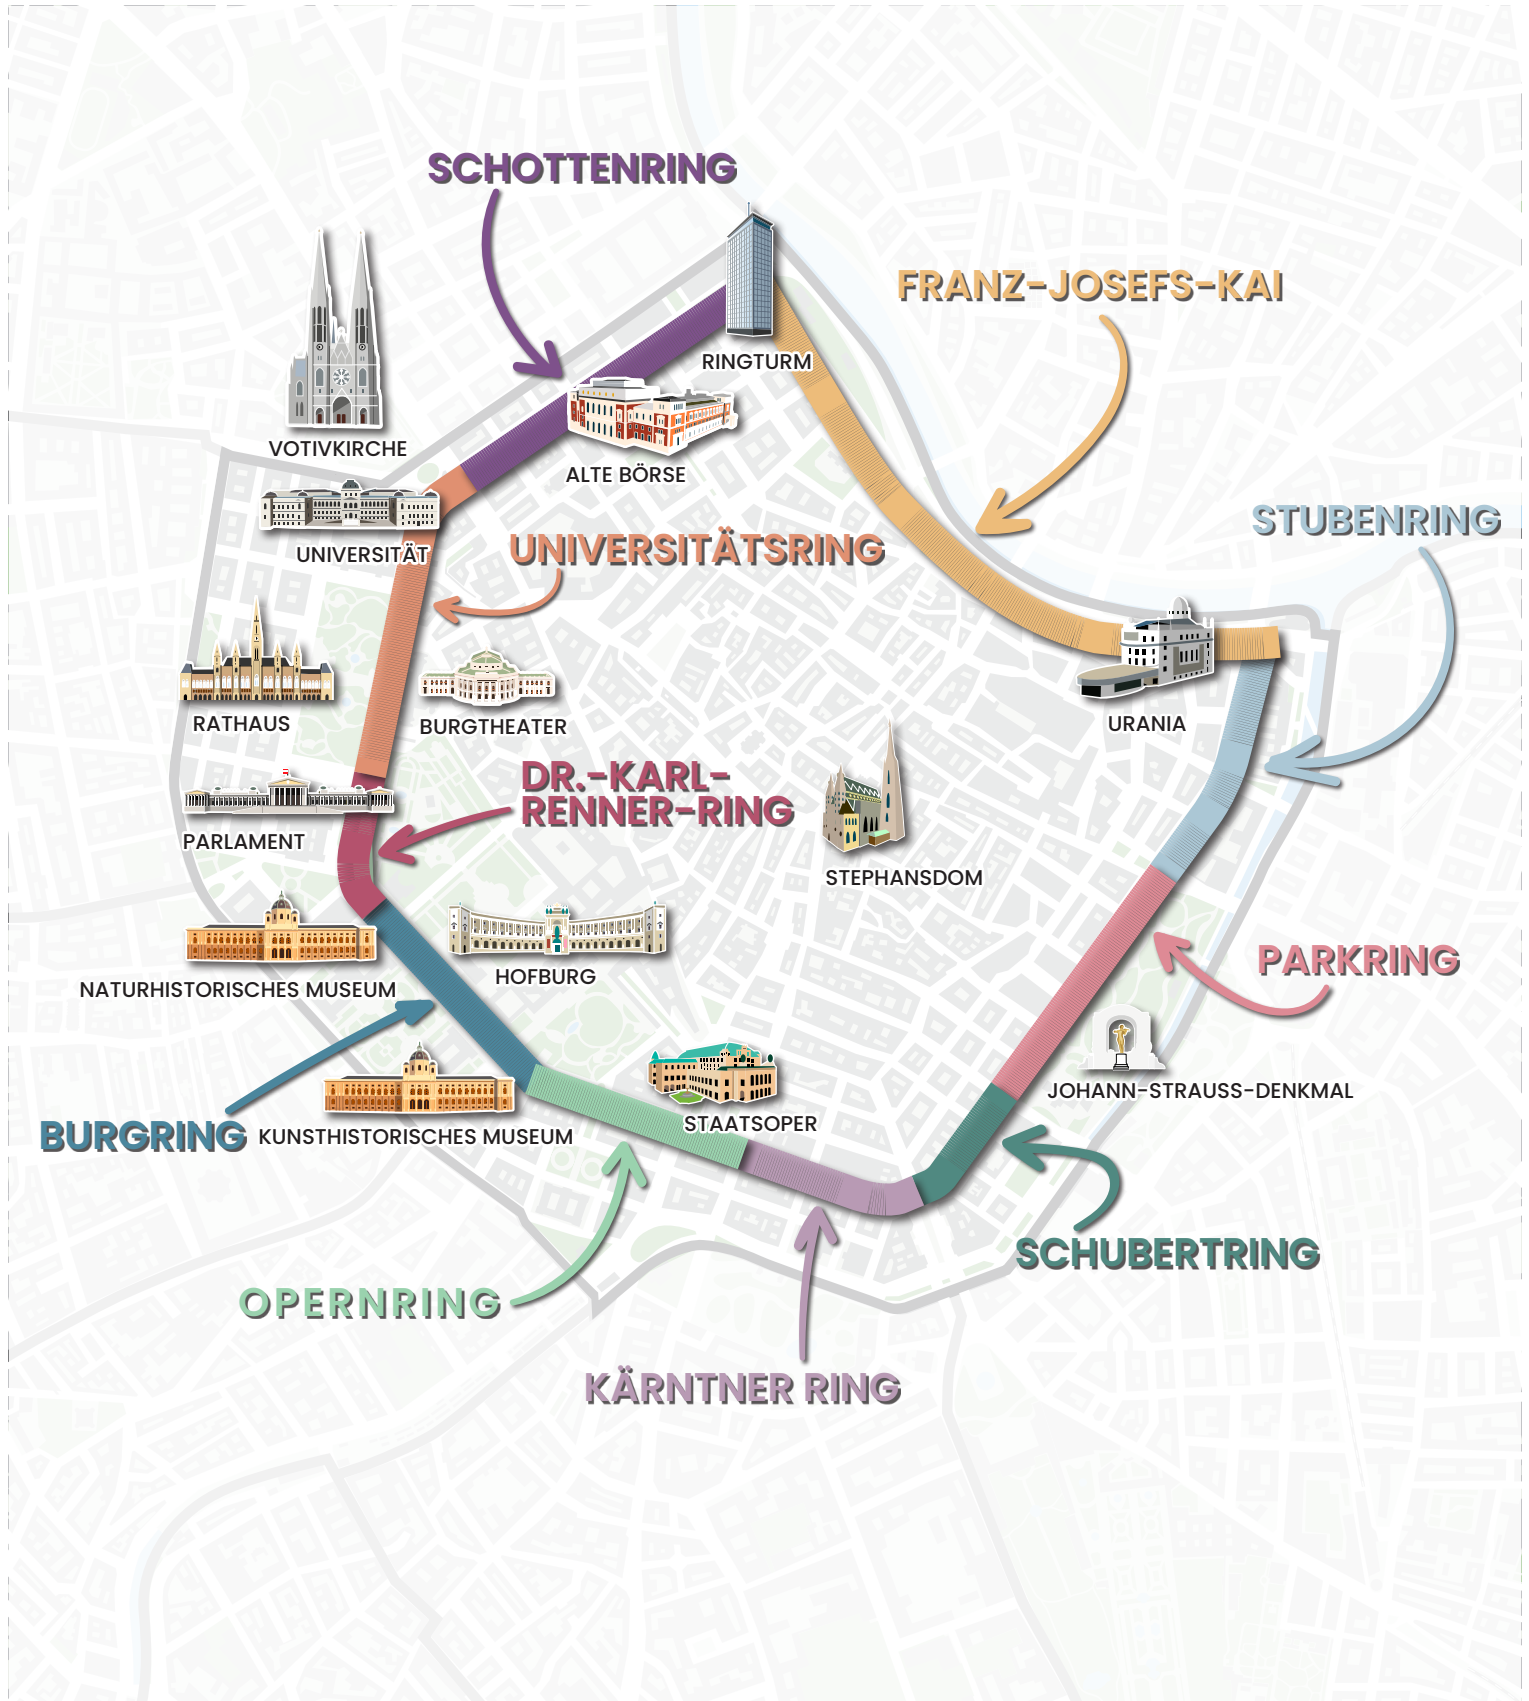 SCHOTTENRING
FRANZ-JOSEFS-KAI
RINGTURM
VOTIVKIRCHE
ALTE BÖRSE
STUBENRING
UNIVERSITÄT
UNIVERSITÄTSRING
RATHAUS
BURGTHEATER
URANIA
DR.-KARL-
RENNER-RING
PARLAMENT
STEPHANSDOM
PARKRING
HOFBURG
NATURHISTORISCHES MUSEUM
JOHANN-STRAUSS-DENKMAL
STAATSOPER
BURGRING
KUNSTHISTORISCHES MUSEUM
SCHUBERTRING
OPERNRING
KÄRNTNER RING